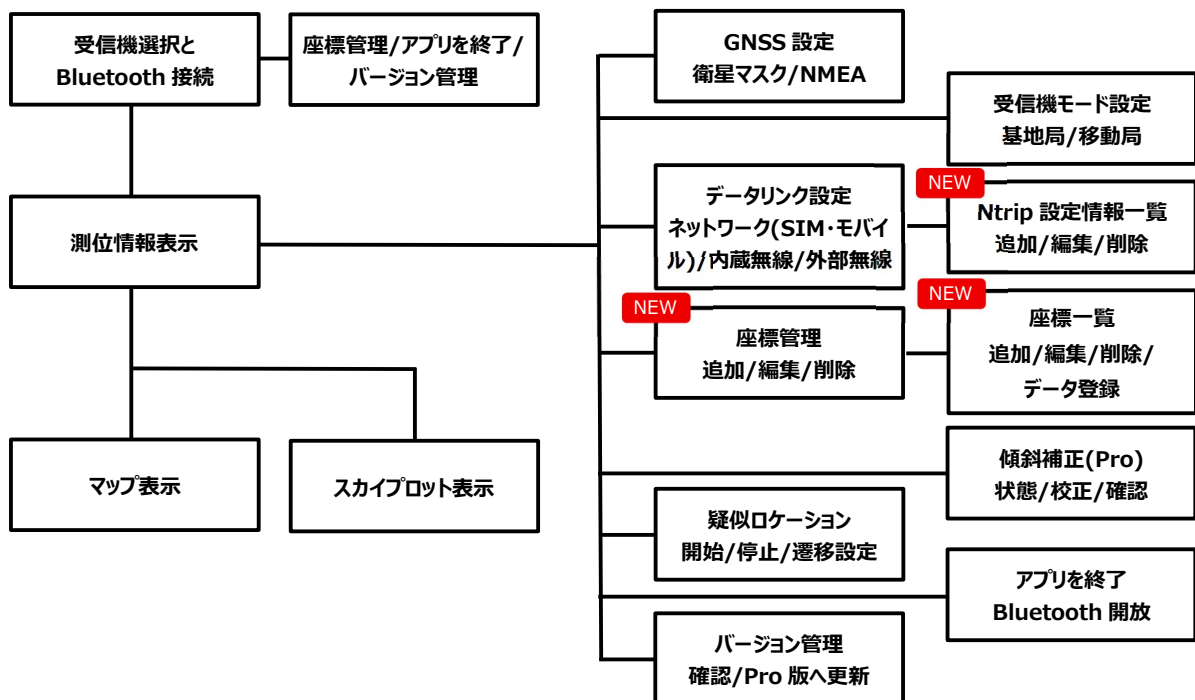 受信機選択と
Bluetooth 接続
座標管理/アプリを終了/
バージョン管理
測位情報表示
マップ表示
スカイプロット表示
GNSS 設定
衛星マスク/NMEA
受信機モード設定
基地局/移動局
データリンク設定
ネットワーク(SIM・モバイ
ル)/内蔵無線/外部無線
NEW
Ntrip 設定情報一覧
追加/編集/削除
NEW
座標管理
追加/編集/削除
NEW
座標一覧
追加/編集/削除/
データ登録
傾斜補正(Pro)
状態/校正/確認
疑似ロケーション
開始/停止/遷移設定
アプリを終了
Bluetooth 開放
バージョン管理
確認/Pro 版へ更新